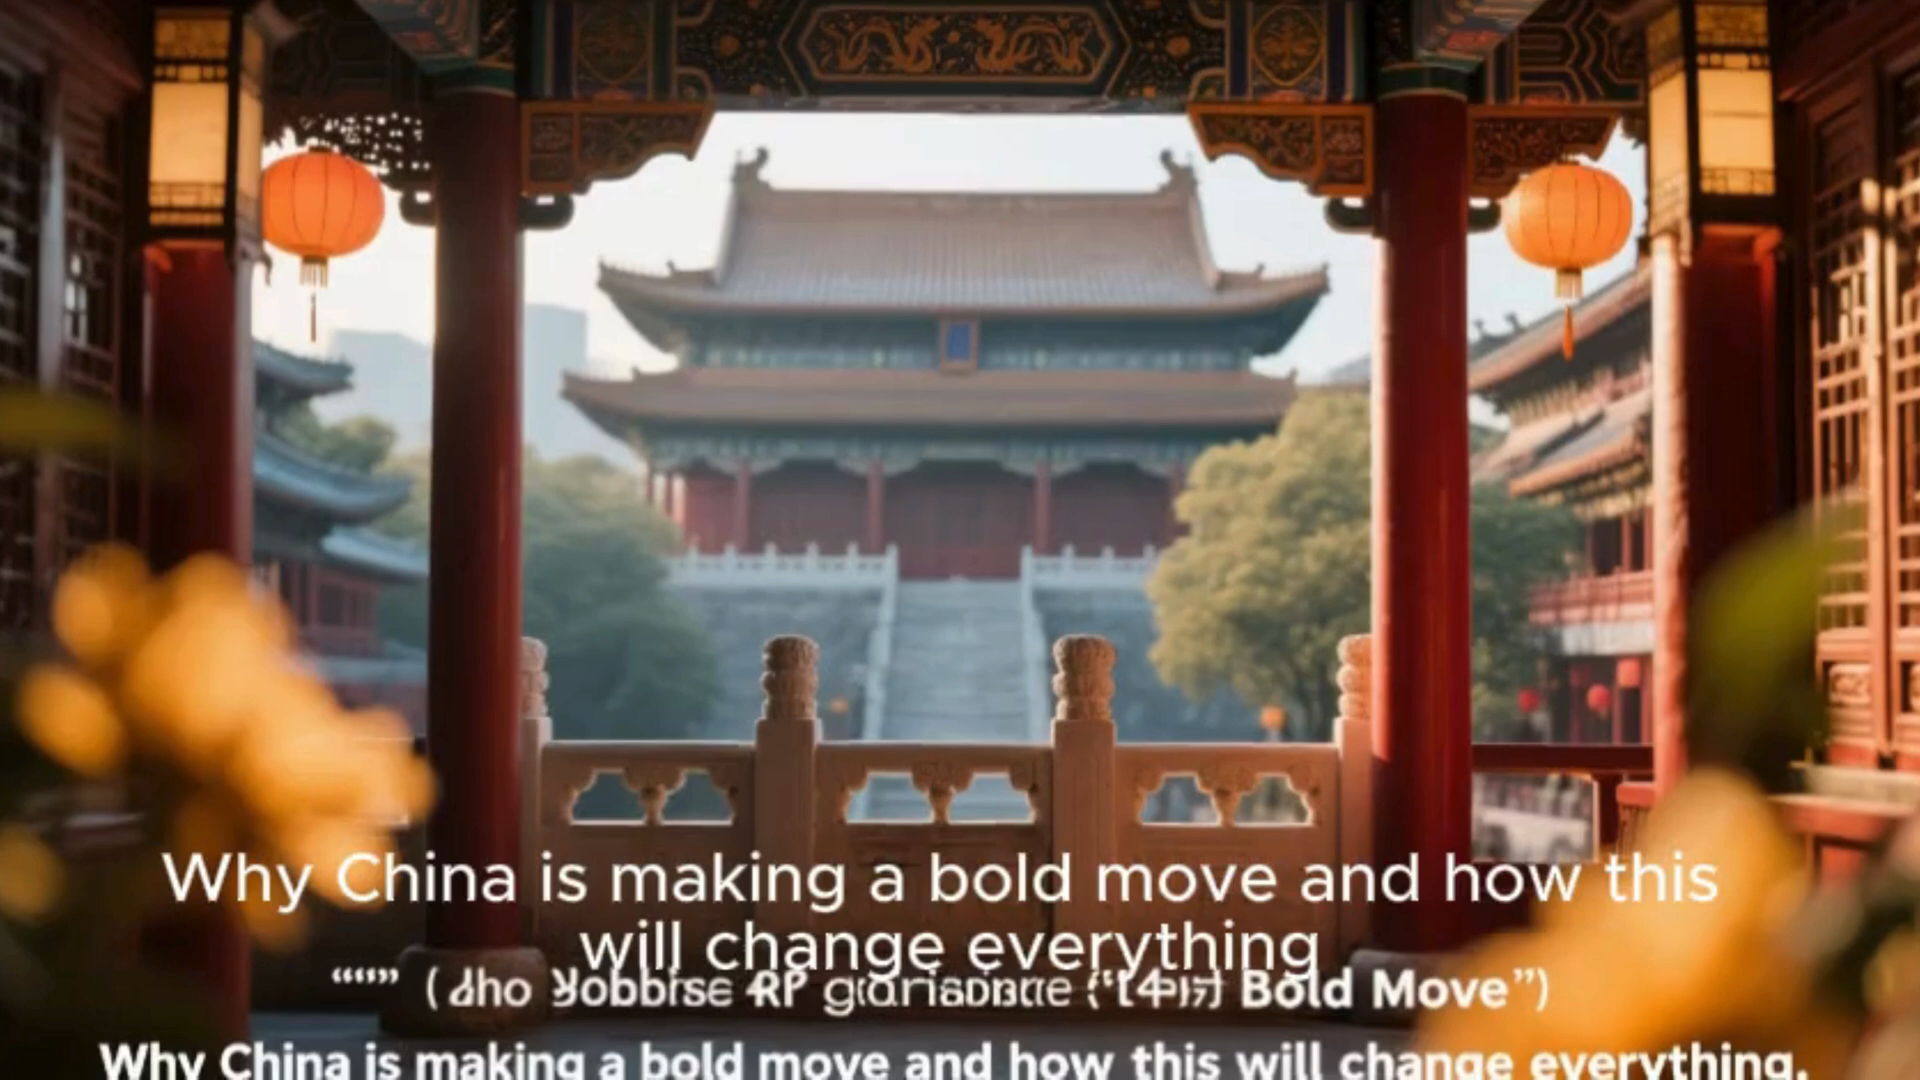 Why China is making a bold move and how this
will change everything
Bold Move”)
Why China is making a bold move and how this will change everything.